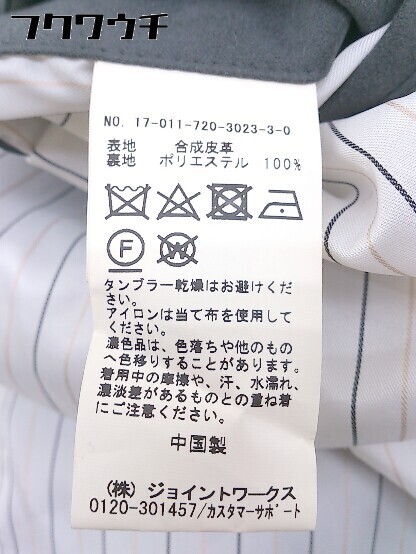 フクワウチ
NO. 17-011-720-3023-3-0
表地 合成皮革
裏地 ポリエステル 100%
F W
タンブラー乾燥はお避けくだ
さい。
アイロンは当て布を使用して
ください。
濃色品は、色落ちや他のもの
へ色移りすることがあります。
着用中の摩擦や、汗、水濡れ、
濃淡差があるものとの重ね着
にご注意ください。
中国製
(株) ジョイントワークス
0120-301457/カスタマーサポート